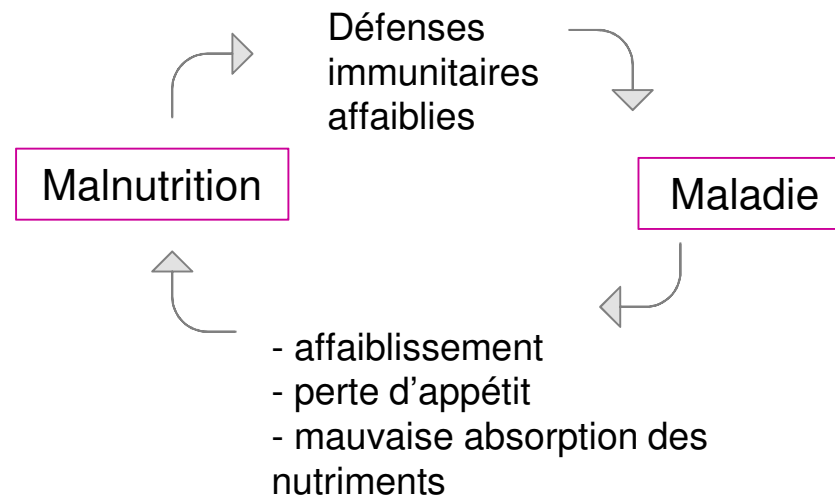 Défenses
immunitaires
affaiblies
Malnutrition
Maladie
- affaiblissement
- perte d’appétit
- mauvaise absorption des
nutriments